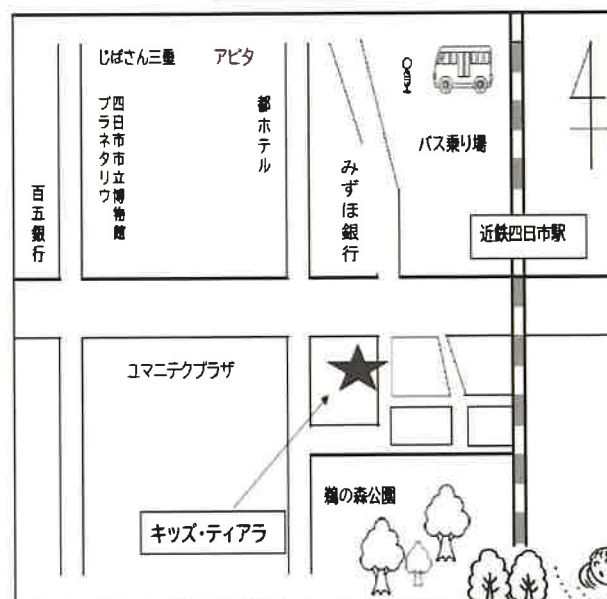 じばさん三重
アピタ
四日市市立博物館
プラネタリウ
都ホテル
百五銀行
みずほ銀行
バス乗り場
近鉄四日市駅
ユマニテクプラザ
キッズ・ティアラ
鵜の森公園